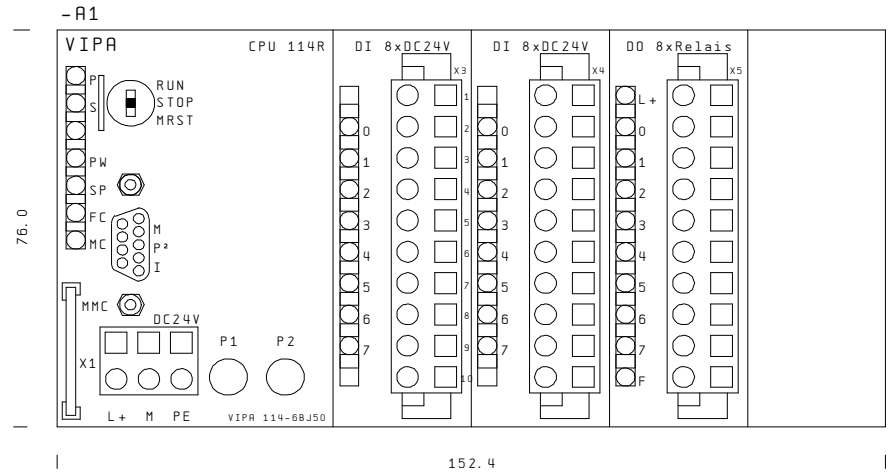 -A1
VIPA
CPU 114R
DI 8xDC24V
DI 8xDC24V
DO 8xRelais
X3
X4
X5
P
S
PW
SP
FC
MC
RUN
STOP
MRST
M
P²
I
MMC
DC24V
X1
P1
P2
L+ M PE
VIPA 114-6BJ50
0
1
2
3
4
5
6
7
1
2
3
4
5
6
7
8
9
10
0
1
2
3
4
5
6
7
L+
0
1
2
3
4
5
6
7
F
76.0
152.4